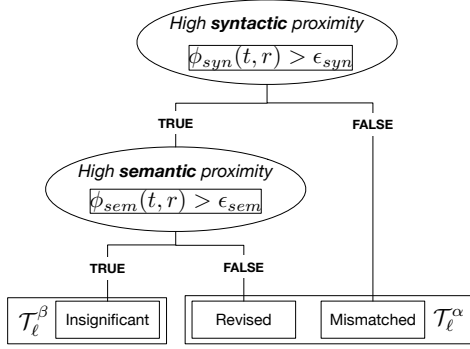 High syntactic proximity
ϕ_syn(t, r) > ϵ_syn
TRUE
FALSE
High semantic proximity
ϕ_sem(t, r) > ϵ_sem
TRUE
FALSE
𝒯_ℓ^β Insignificant
Revised
Mismatched 𝒯_ℓ^α